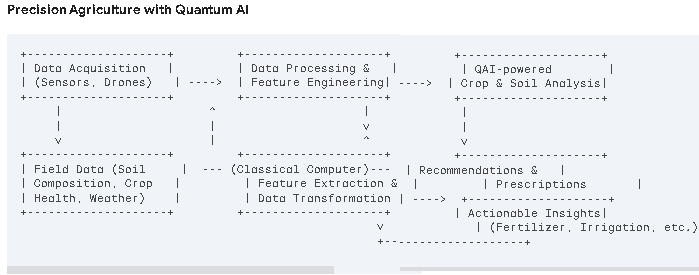 Precision Agriculture with Quantum AI
+------------------+ +------------------+ +------------------+
| Data Acquisition | | Data Processing & | | QAI-powered |
| (Sensors, Drones) | ----> | Feature Engineering| ----> | Crop & Soil Analysis|
+------------------+ +------------------+ +------------------+
| ^ | |
| | v |
v | ^ v
+------------------+ +------------------+ +------------------+
| Field Data (Soil | --- (Classical Computer)--- | Recommendations & |
| Composition, Crop | | Feature Extraction & | Prescriptions |
| Health, Weather) | | Data Transformation | ----> +------------------+
+------------------+ +------------------+ | Actionable Insights|
v | (Fertilizer, Irrigation, etc.)
+------------------+